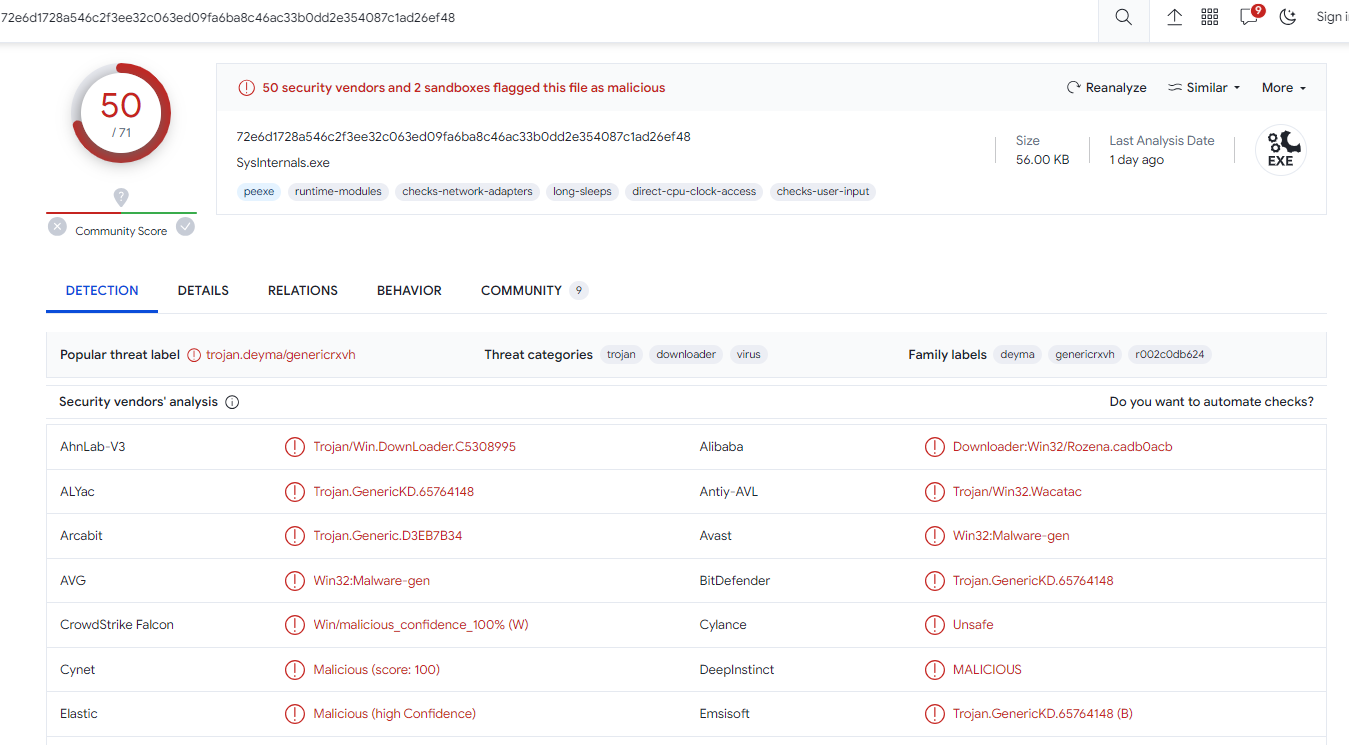 72e6d1728a546c2f3ee32c063ed09fa6ba8c46ac33b0dd2e354087c1ad26ef48
9
Sign i
50
/ 71
Community Score
50 security vendors and 2 sandboxes flagged this file as malicious
Reanalyze Similar More
72e6d1728a546c2f3ee32c063ed09fa6ba8c46ac33b0dd2e354087c1ad26ef48
SysInternals.exe
peexe runtime-modules checks-network-adapters long-sleeps direct-cpu-clock-access checks-user-input
Size
56.00 KB
Last Analysis Date
1 day ago
EXE
DETECTION DETAILS RELATIONS BEHAVIOR COMMUNITY 9
Popular threat label trojan.deyma/genericrxvh Threat categories trojan downloader virus Family labels deyma genericrxvh r002c0db624
Security vendors' analysis Do you want to automate checks?
AhnLab-V3 Trojan/Win.DownLoader.C5308995 Alibaba Downloader:Win32/Rozena.cadb0acb
ALYac Trojan.GenericKD.65764148 Antiy-AVL Trojan/Win32.Wacatac
Arcabit Trojan.Generic.D3EB7B34 Avast Win32:Malware-gen
AVG Win32:Malware-gen BitDefender Trojan.GenericKD.65764148
CrowdStrike Falcon Win/malicious_confidence_100% (W) Cylance Unsafe
Cynet Malicious (score: 100) DeepInstinct MALICIOUS
Elastic Malicious (high Confidence) Emsisoft Trojan.GenericKD.65764148 (B)